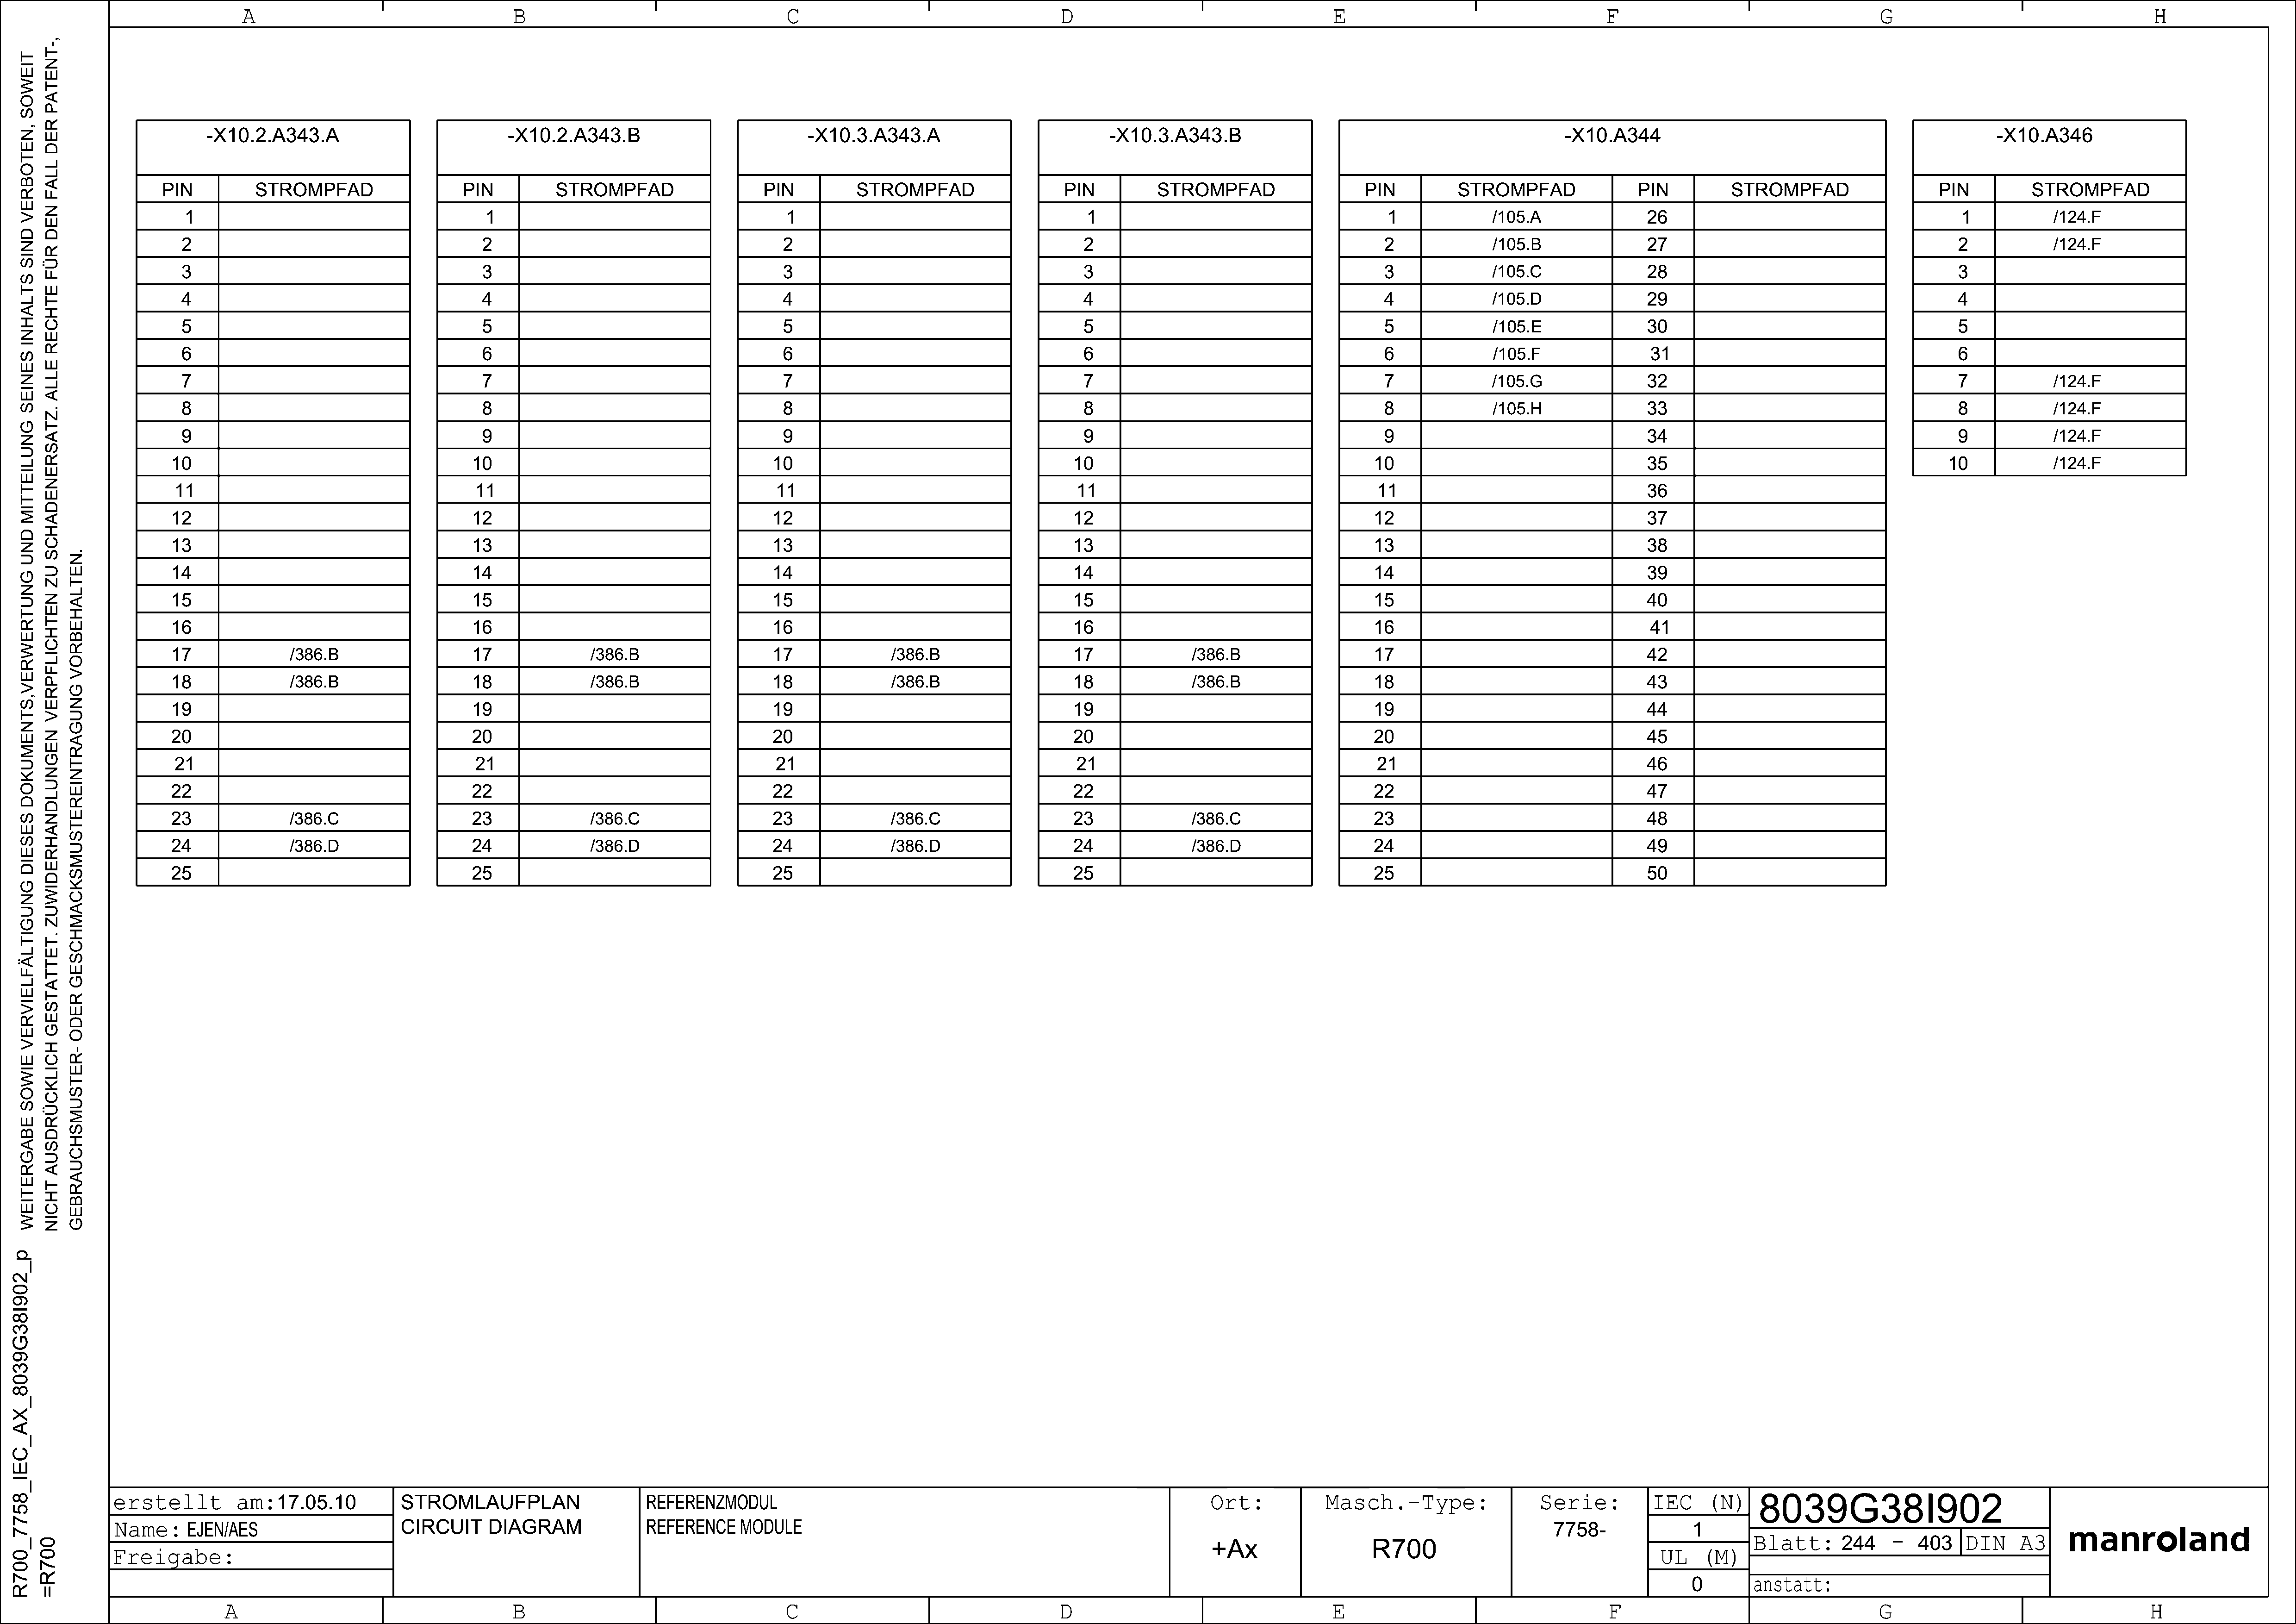 A B C D E F G H
WEITERGABE SOWIE VERVIELFÄLTIGUNG DIESES DOKUMENTS,VERWERTUNG UND MITTEILUNG SEINES INHALTS SIND VERBOTEN, SOWEIT
NICHT AUSDRÜCKLICH GESTATTET. ZUWIDERHANDLUNGEN VERPFLICHTEN ZU SCHADENERSATZ. ALLE RECHTE FÜR DEN FALL DER PATENT-,
GEBRAUCHSMUSTER- ODER GESCHMACKSMUSTEREINTRAGUNG VORBEHALTEN.
R700_7758_IEC_AX_8039G38I902_p
=R700
-X10.2.A343.A -X10.2.A343.B -X10.3.A343.A -X10.3.A343.B -X10.A344 -X10.A346
PIN STROMPFAD PIN STROMPFAD PIN STROMPFAD PIN STROMPFAD PIN STROMPFAD PIN STROMPFAD PIN STROMPFAD
1 1 1 1 1 /105.A 26 1 /124.F
2 2 2 2 2 /105.B 27 2 /124.F
3 3 3 3 3 /105.C 28 3
4 4 4 4 4 /105.D 29 4
5 5 5 5 5 /105.E 30 5
6 6 6 6 6 /105.F 31 6
7 7 7 7 7 /105.G 32 7 /124.F
8 8 8 8 8 /105.H 33 8 /124.F
9 9 9 9 9 34 9 /124.F
10 10 10 10 10 35 10 /124.F
11 11 11 11 11 36
12 12 12 12 12 37
13 13 13 13 13 38
14 14 14 14 14 39
15 15 15 15 15 40
16 16 16 16 16 41
17 /386.B 17 /386.B 17 /386.B 17 /386.B 17 42
18 /386.B 18 /386.B 18 /386.B 18 /386.B 18 43
19 19 19 19 19 44
20 20 20 20 20 45
21 21 21 21 21 46
22 22 22 22 22 47
23 /386.C 23 /386.C 23 /386.C 23 /386.C 23 48
24 /386.D 24 /386.D 24 /386.D 24 /386.D 24 49
25 25 25 25 25 50
erstellt am:17.05.10
Name: EJEN/AES
Freigabe:
STROMLAUFPLAN
CIRCUIT DIAGRAM
REFERENZMODUL
REFERENCE MODULE
Ort:
+Ax
Masch.-Type:
R700
Serie:
7758-
IEC (N)
1
UL (M)
0
8039G38I902
Blatt: 244 - 403 DIN A3
anstatt:
manroland
A B C D E F G H